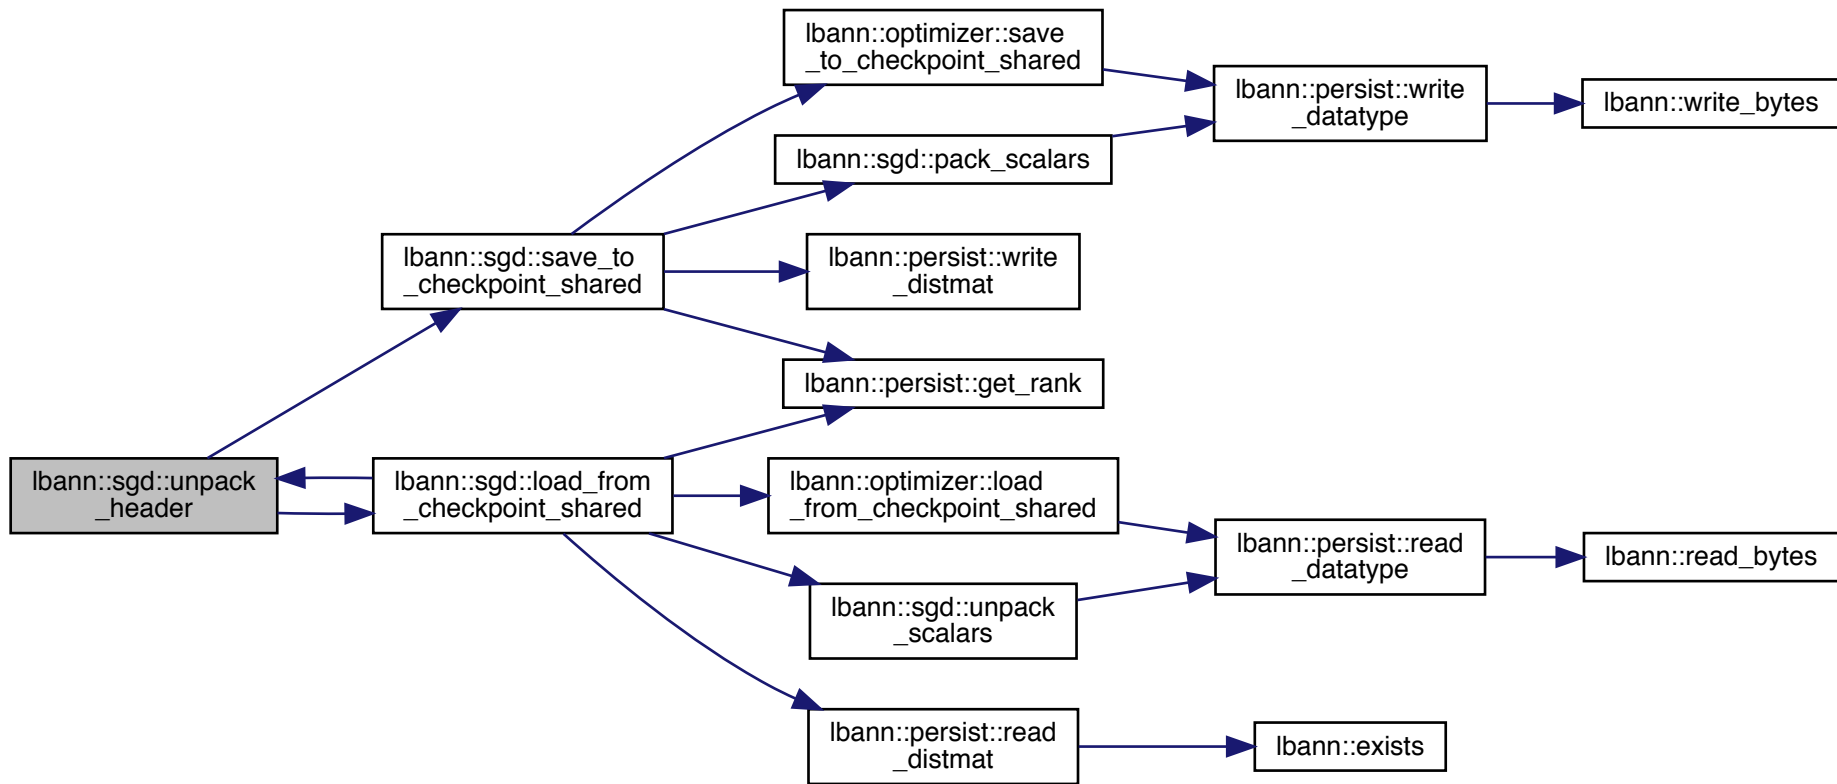 lbann::optimizer::save
_to_checkpoint_shared
lbann::persist::write
_datatype
lbann::write_bytes
lbann::sgd::pack_scalars
lbann::sgd::save_to
_checkpoint_shared
lbann::persist::write
_distmat
lbann::persist::get_rank
lbann::sgd::unpack
_header
lbann::sgd::load_from
_checkpoint_shared
lbann::optimizer::load
_from_checkpoint_shared
lbann::persist::read
_datatype
lbann::read_bytes
lbann::sgd::unpack
_scalars
lbann::persist::read
_distmat
lbann::exists